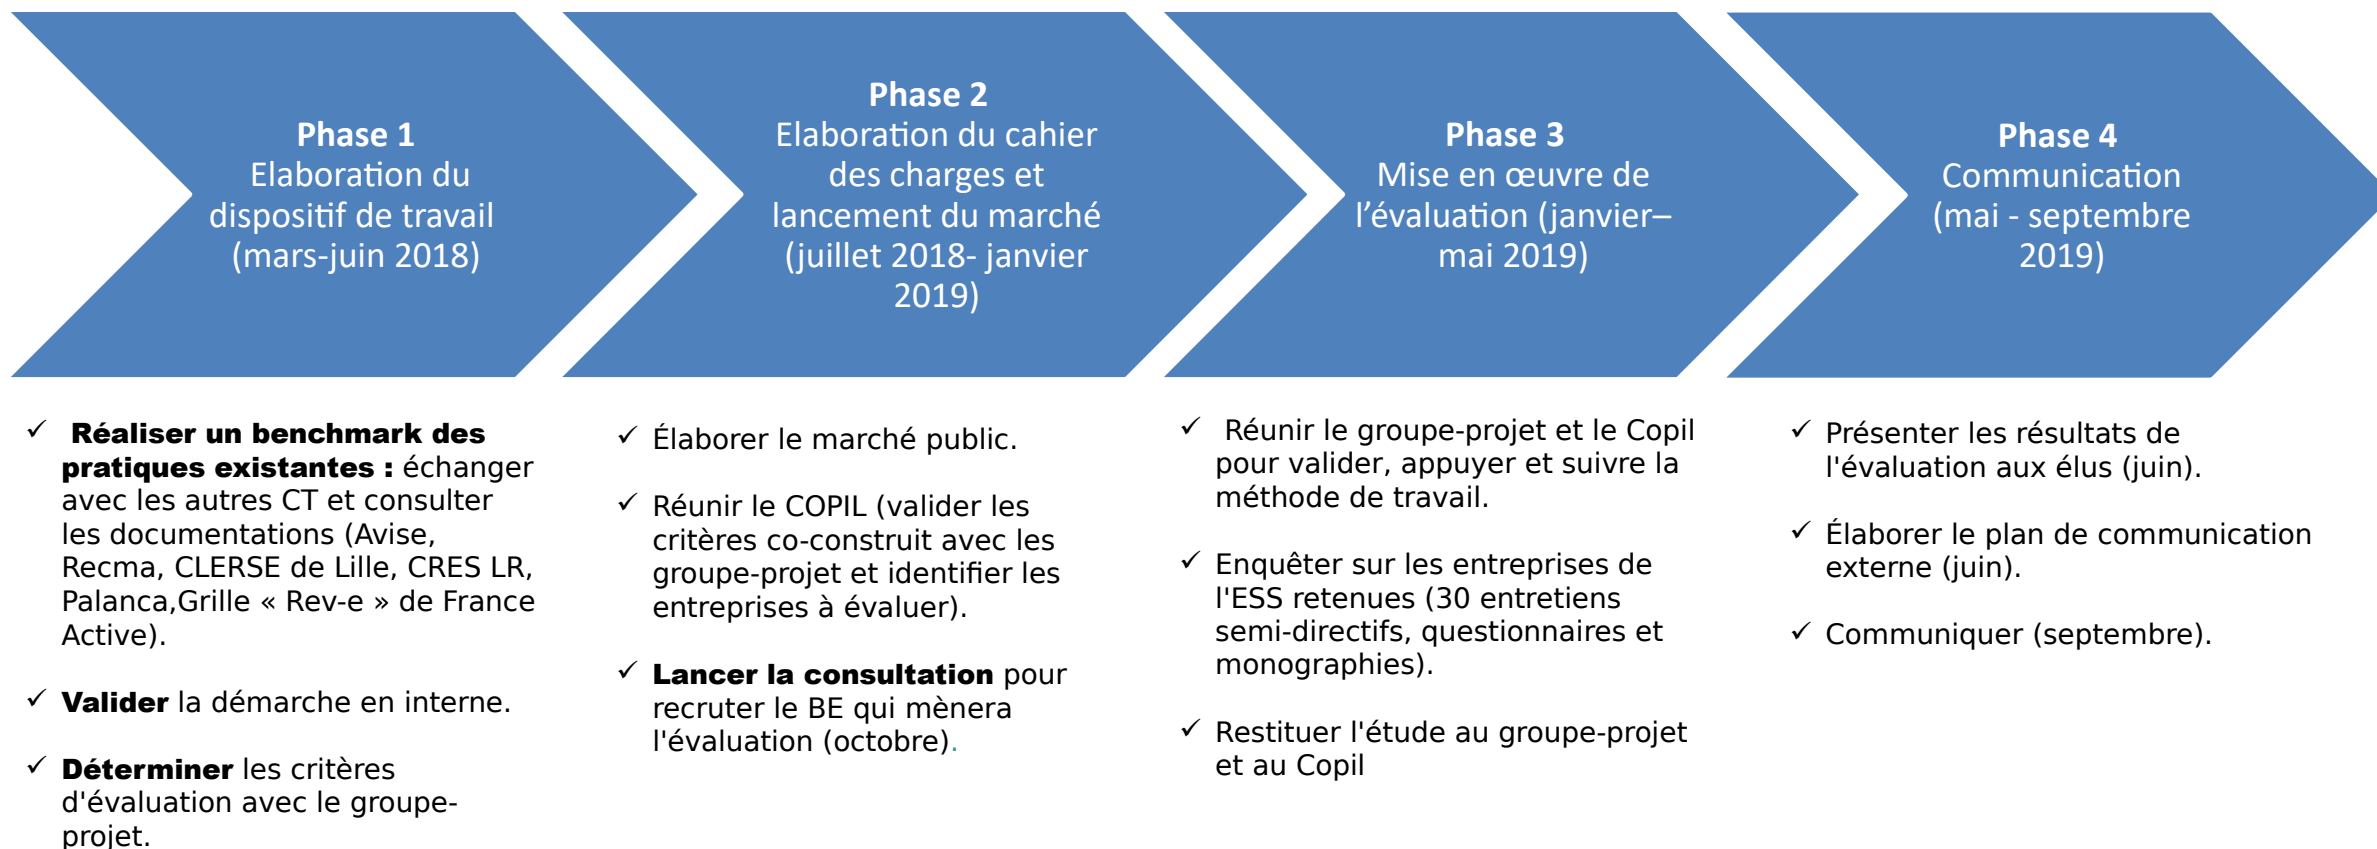 Phase 1
Elaboration du
dispositif de travail
(mars-juin 2018)
Phase 2
Elaboration du cahier
des charges et
lancement du marché
(juillet 2018- janvier
2019)
Phase 3
Mise en œuvre de
l’évaluation (janvier–
mai 2019)
Phase 4
Communication
(mai - septembre
2019)
✓ Réaliser un benchmark des
pratiques existantes : échanger
avec les autres CT et consulter
les documentations (Avise,
Recma, CLERSE de Lille, CRES LR,
Palanca,Grille « Rev-e » de France
Active).
✓ Valider la démarche en interne.
✓ Déterminer les critères
d'évaluation avec le groupe-
projet.
✓ Élaborer le marché public.
✓ Réunir le COPIL (valider les
critères co-construit avec les
groupe-projet et identifier les
entreprises à évaluer).
✓ Lancer la consultation pour
recruter le BE qui mènera
l'évaluation (octobre).
✓ Réunir le groupe-projet et le Copil
pour valider, appuyer et suivre la
méthode de travail.
✓ Enquêter sur les entreprises de
l'ESS retenues (30 entretiens
semi-directifs, questionnaires et
monographies).
✓ Restituer l'étude au groupe-projet
et au Copil
✓ Présenter les résultats de
l'évaluation aux élus (juin).
✓ Élaborer le plan de communication
externe (juin).
✓ Communiquer (septembre).